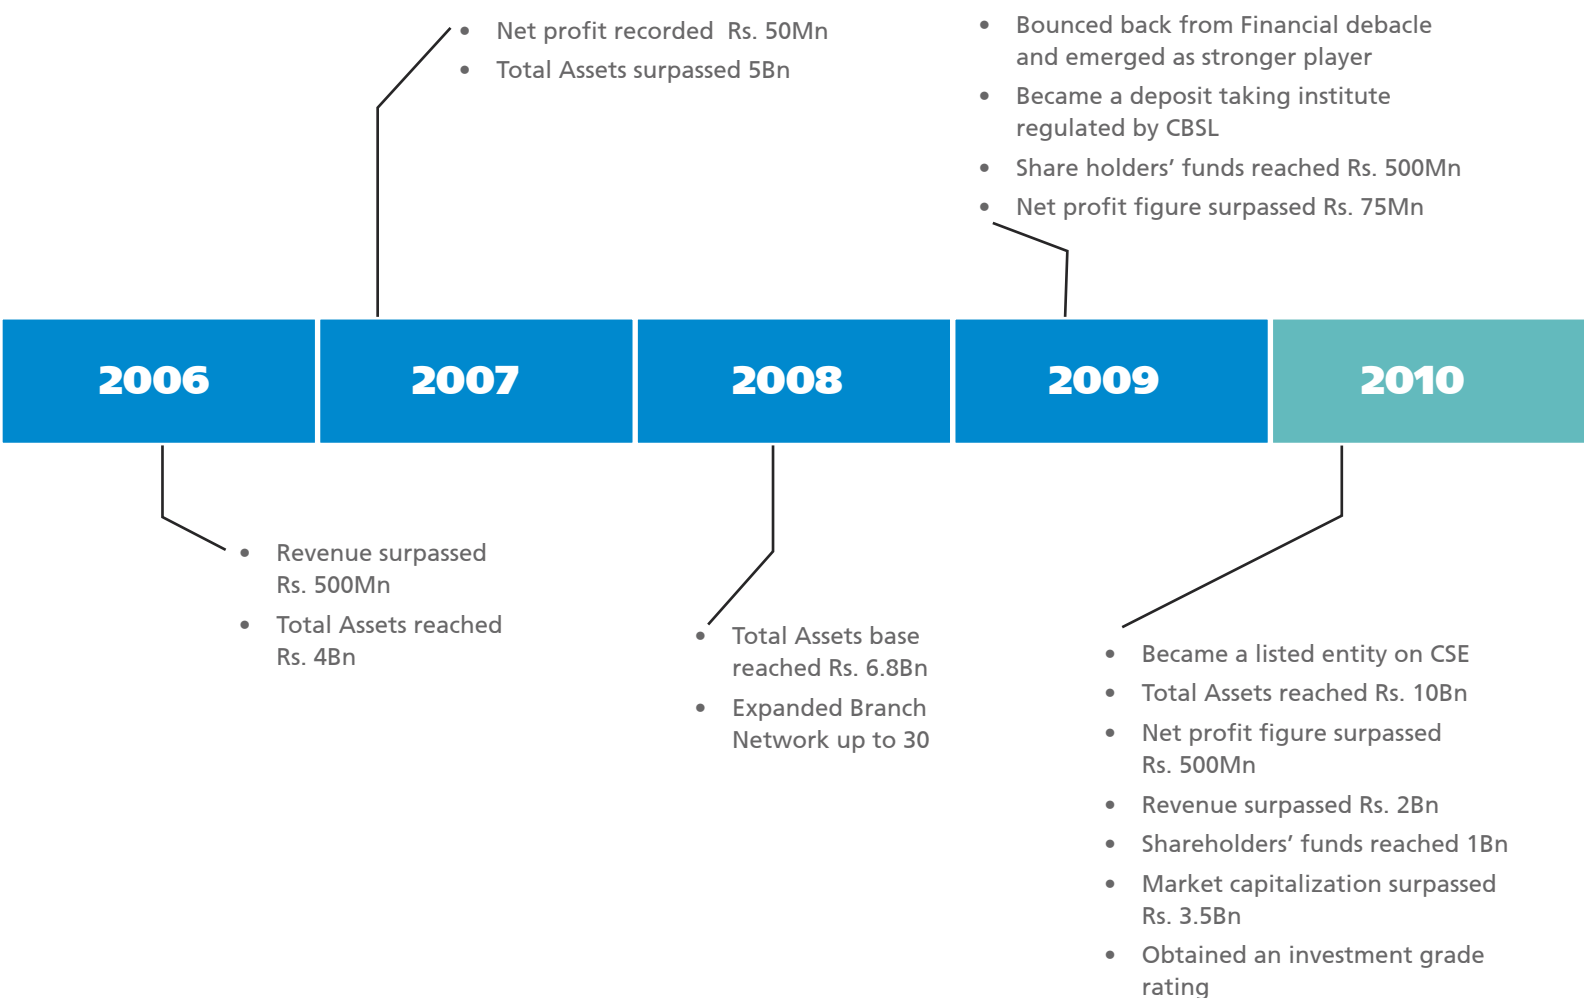 • Net profit recorded Rs. 50Mn
• Total Assets surpassed 5Bn
• Bounced back from Financial debacle
and emerged as stronger player
• Became a deposit taking institute
regulated by CBSL
• Share holders’ funds reached Rs. 500Mn
• Net profit figure surpassed Rs. 75Mn
2006
2007
2008
2009
2010
• Revenue surpassed
Rs. 500Mn
• Total Assets reached
Rs. 4Bn
• Total Assets base
reached Rs. 6.8Bn
• Expanded Branch
Network up to 30
• Became a listed entity on CSE
• Total Assets reached Rs. 10Bn
• Net profit figure surpassed
Rs. 500Mn
• Revenue surpassed Rs. 2Bn
• Shareholders’ funds reached 1Bn
• Market capitalization surpassed
Rs. 3.5Bn
• Obtained an investment grade
rating